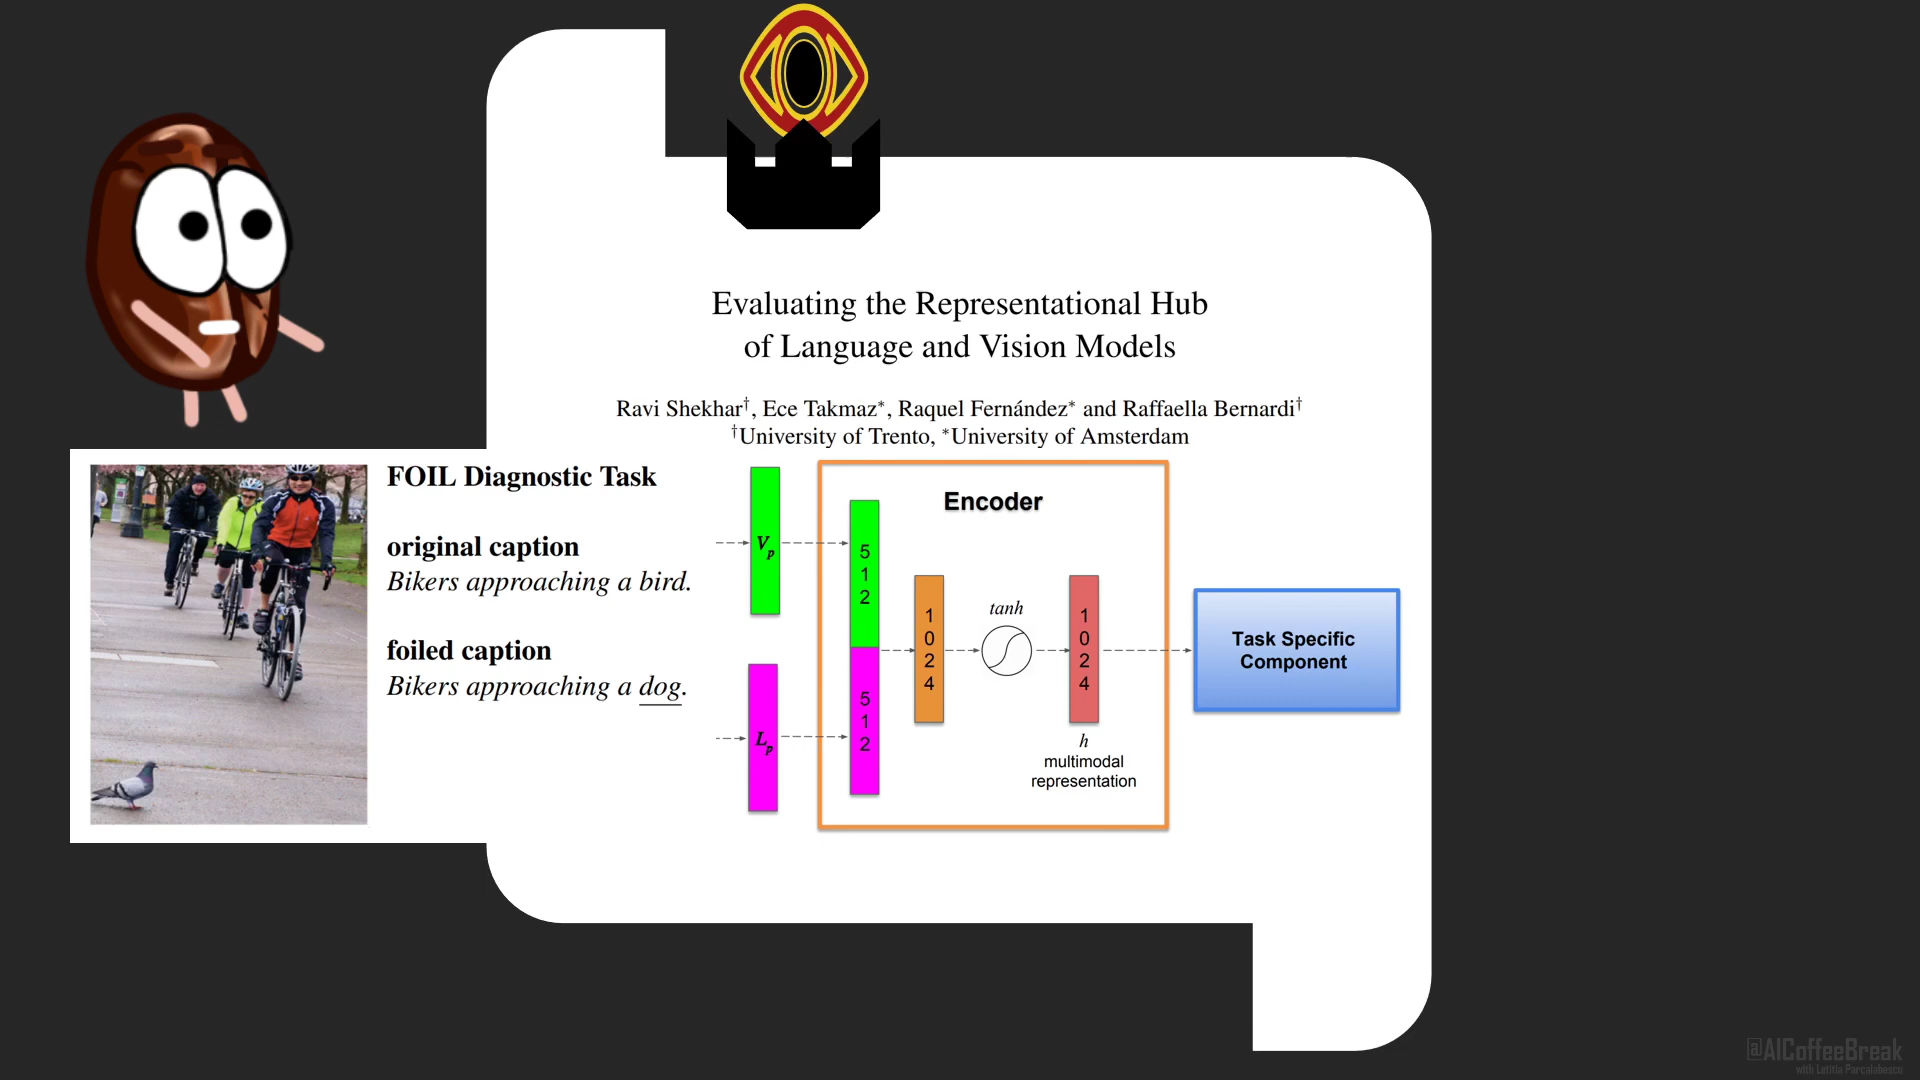 Evaluating the Representational Hub
of Language and Vision Models
Ravi Shekhar†, Ece Takmaz*, Raquel Fernández* and Raffaella Bernardi†
†University of Trento, *University of Amsterdam
FOIL Diagnostic Task
original caption
Bikers approaching a bird.
foiled caption
Bikers approaching a dog.
Vp
Lp
Encoder
512
512
1024
tanh
1024
h
multimodal
representation
Task Specific
Component
@AICoffeeBreak
with Letitia Parcalabescu